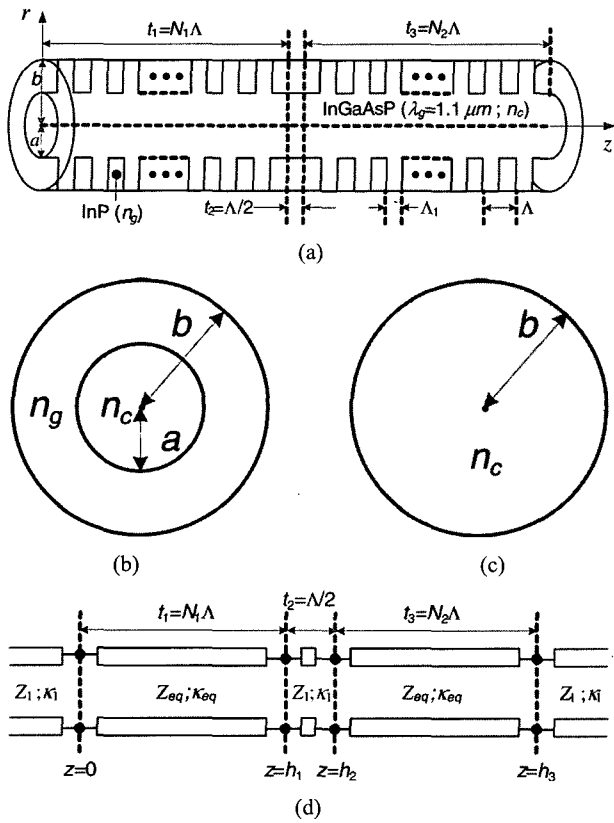 r
t₁=N₁Λ
t₃=N₂Λ
b
a
InGaAsP (λg=1.1 μm ; nc)
z
InP (ng)
t₂=Λ/2
Λ₁
Λ
(a)
b
ng
nc
a
b
nc
(b)
(c)
t₁=N₁Λ
t₂=Λ/2
t₃=N₂Λ
Z₁;κ₁
Zeq;κeq
Z₁;κ₁
Zeq;κeq
Z₁;κ₁
z=0
z=h₁
z=h₂
z=h₃
(d)